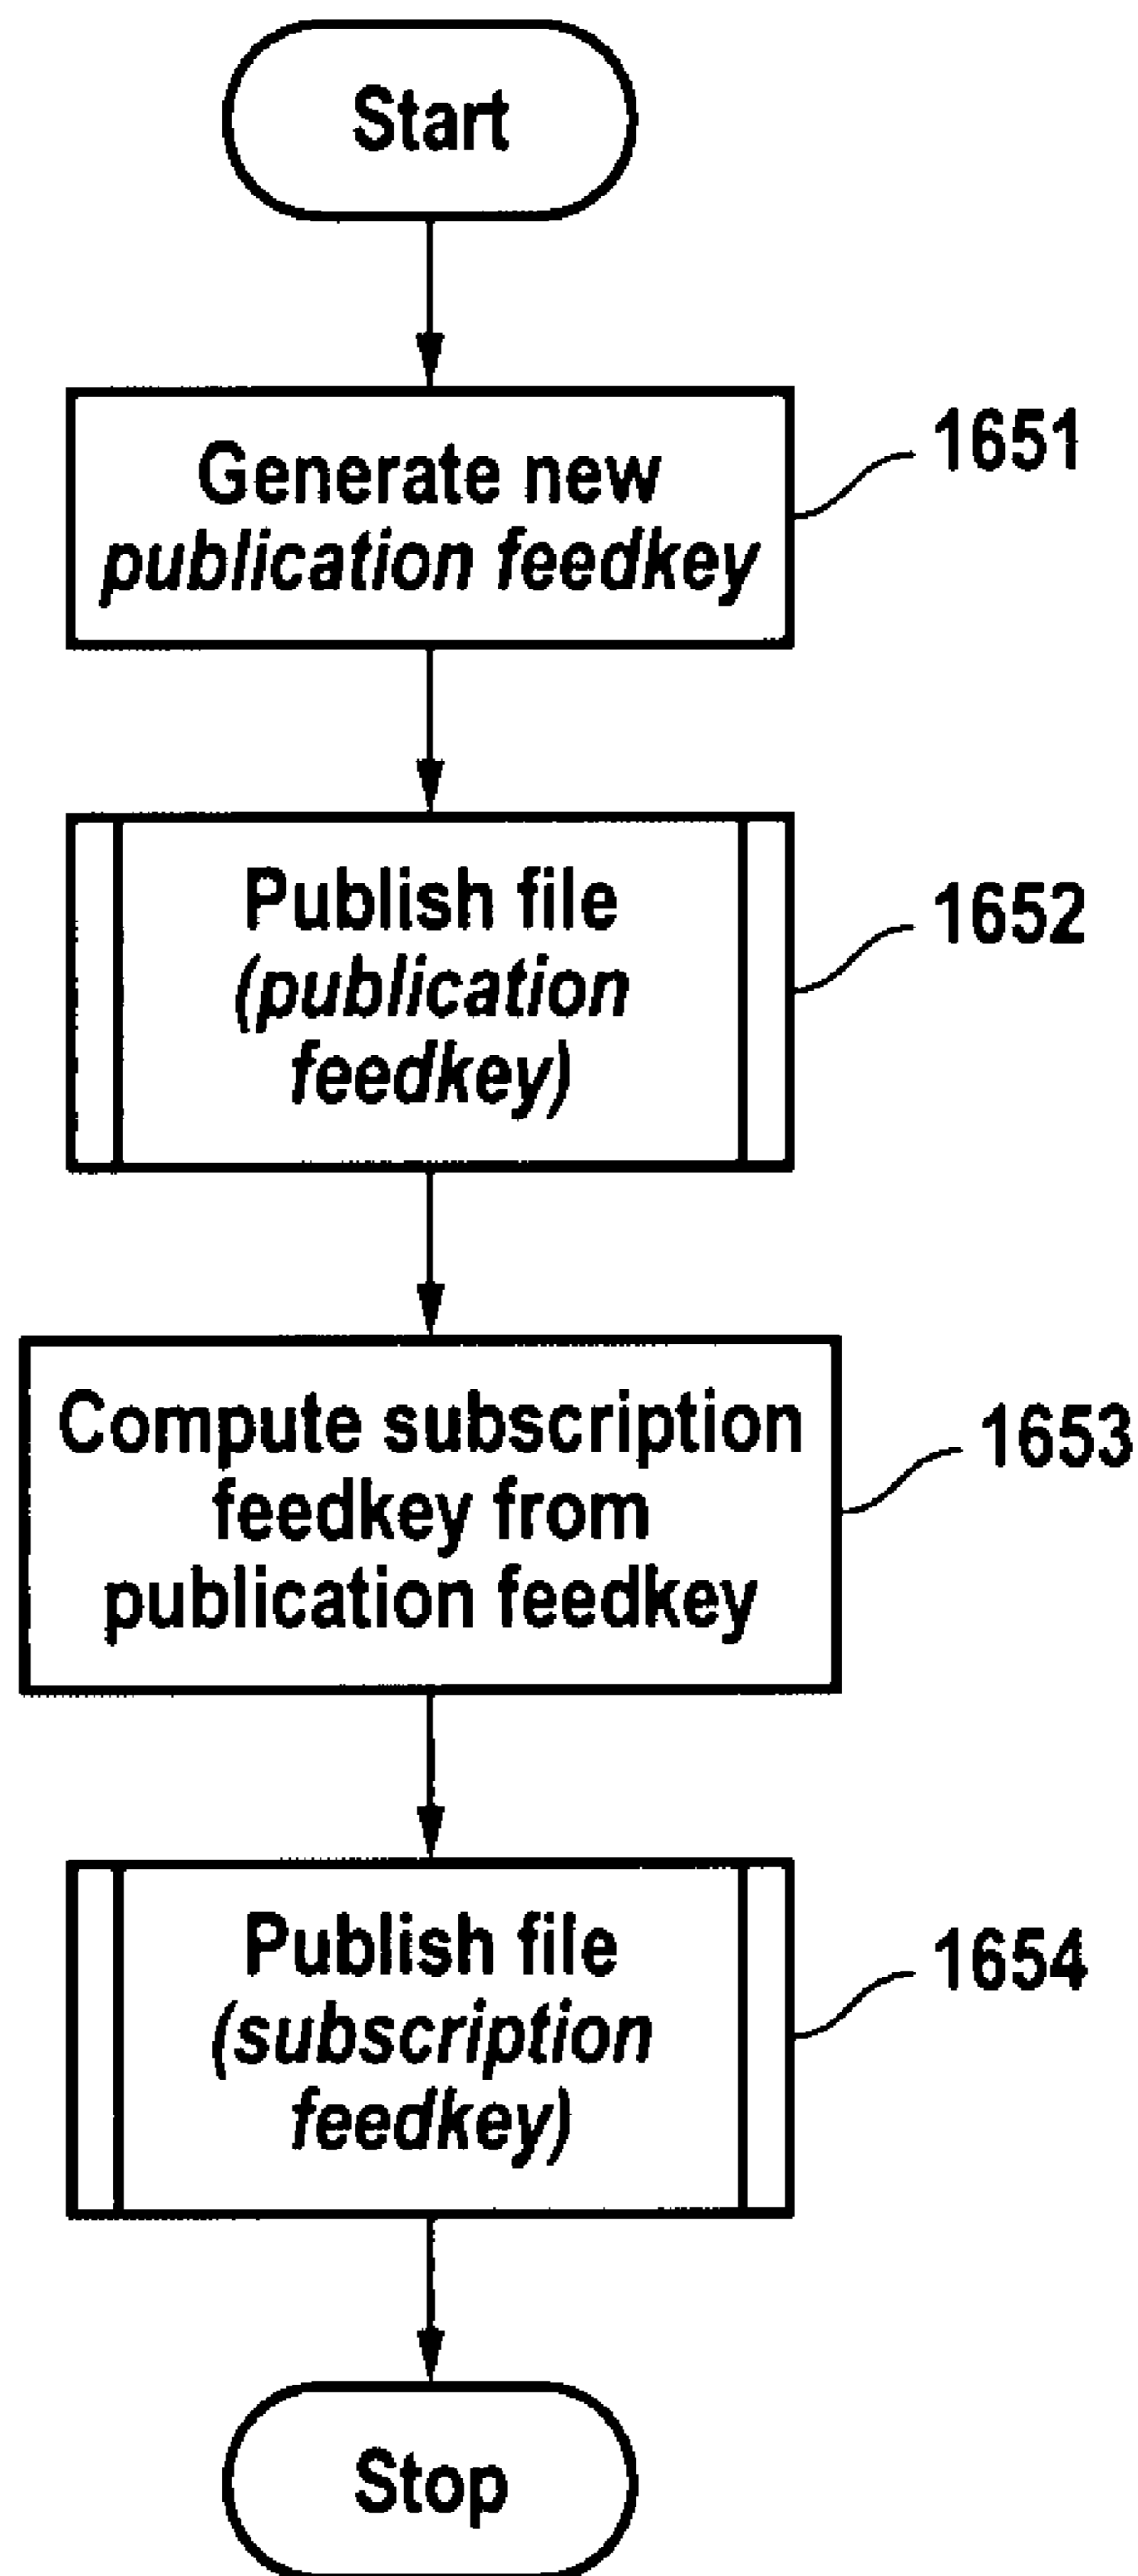 Start
Generate new
publication feedkey
1651
Publish file
(publication
feedkey)
1652
Compute subscription
feedkey from
publication feedkey
1653
Publish file
(subscription
feedkey)
1654
Stop